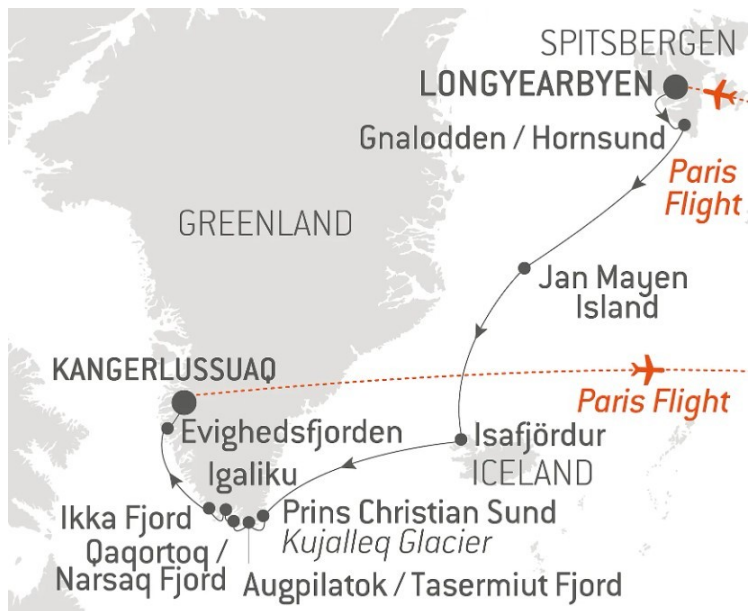 SPITSBERGEN
LONGYEARBYEN
Gnalodden / Hornsund
Paris
Flight
GREENLAND
Jan Mayen
Island
KANGERLUSSUAQ
Paris Flight
Evighedsfjorden
Isafjördur
ICELAND
Igaliku
Ikka Fjord
Prins Christian Sund
Kujalleq Glacier
Qaqortoq /
Narsaq Fjord
Augpilatok / Tasermiut Fjord